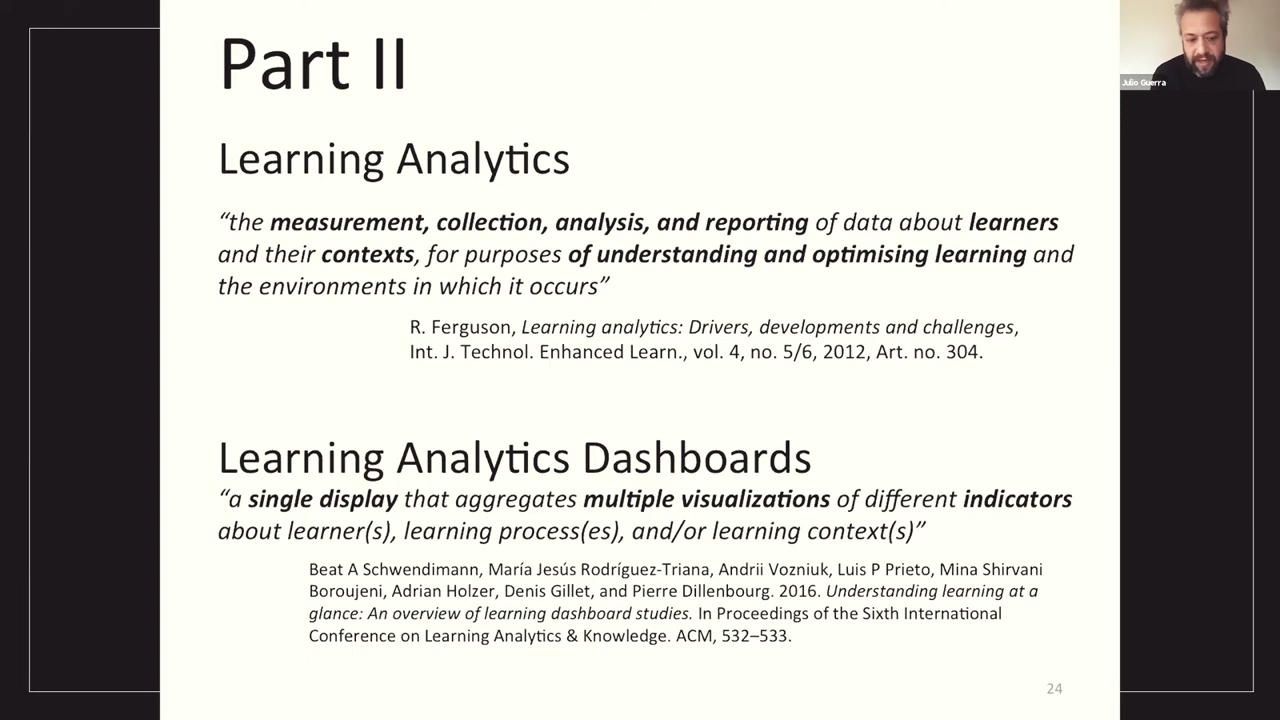 Part II
Learning Analytics
“the measurement, collection, analysis, and reporting of data about learners
and their contexts, for purposes of understanding and optimising learning and
the environments in which it occurs”
R. Ferguson, Learning analytics: Drivers, developments and challenges,
Int. J. Technol. Enhanced Learn., vol. 4, no. 5/6, 2012, Art. no. 304.
Learning Analytics Dashboards
“a single display that aggregates multiple visualizations of different indicators
about learner(s), learning process(es), and/or learning context(s)”
Beat A Schwendimann, María Jesús Rodríguez-Triana, Andrii Vozniuk, Luis P Prieto, Mina Shirvani
Boroujeni, Adrian Holzer, Denis Gillet, and Pierre Dillenbourg. 2016. Understanding learning at a
glance: An overview of learning dashboard studies. In Proceedings of the Sixth International
Conference on Learning Analytics & Knowledge. ACM, 532–533.
24
Julio Guerra